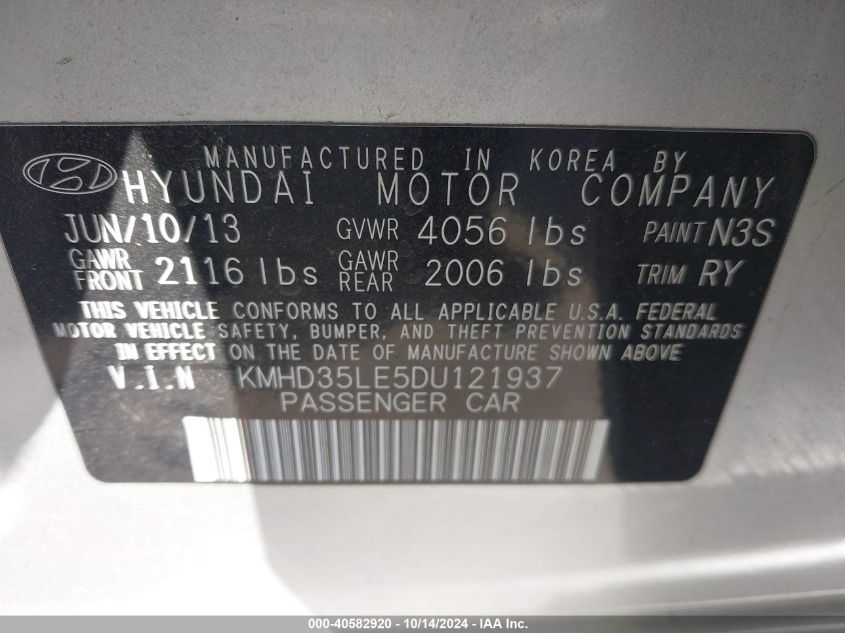 MANUFACTURED IN KOREA BY
HYUNDAI MOTOR COMPANY
JUN/10/13 GVWR 4056 lbs PAINT N3S
GAWR FRONT 2116 lbs GAWR REAR 2006 lbs TRIM RY
THIS VEHICLE CONFORMS TO ALL APPLICABLE U.S.A. FEDERAL
MOTOR VEHICLE SAFETY, BUMPER, AND THEFT PREVENTION STANDARDS
IN EFFECT ON THE DATE OF MANUFACTURE SHOWN ABOVE
V.I.N KMHD35LE5DU121937
PASSENGER CAR
000-40582920 - 10/14/2024 - IAA Inc.